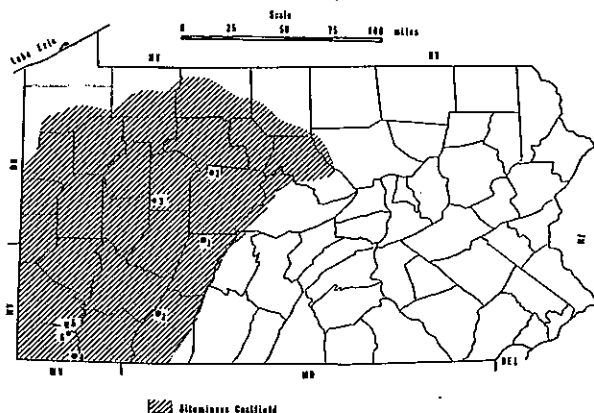 Scale
0 25 50 75 100 miles
Lake Erie
NY
NY
OH
NJ
WV
WV
MD
DEL
Bituminous Coalfield